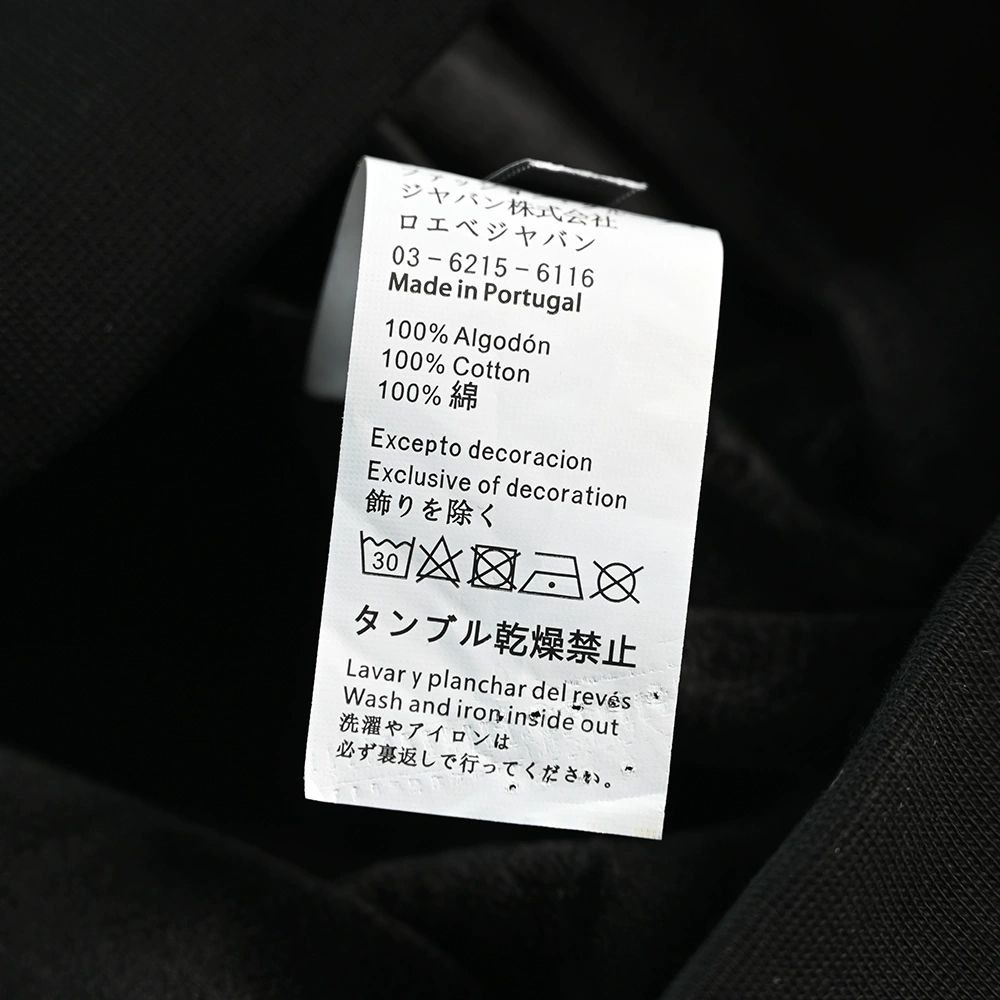 ジャパン株式会社
ロエベジャパン
03-6215-6116
Made in Portugal
100% Algodón
100% Cotton
100% 綿
Excepto decoracion
Exclusive of decoration
飾りを除く
30
タンブル乾燥禁止
Lavar y planchar del revés
Wash and iron inside out
洗濯やアイロンは
必ず裏返しで行ってください。